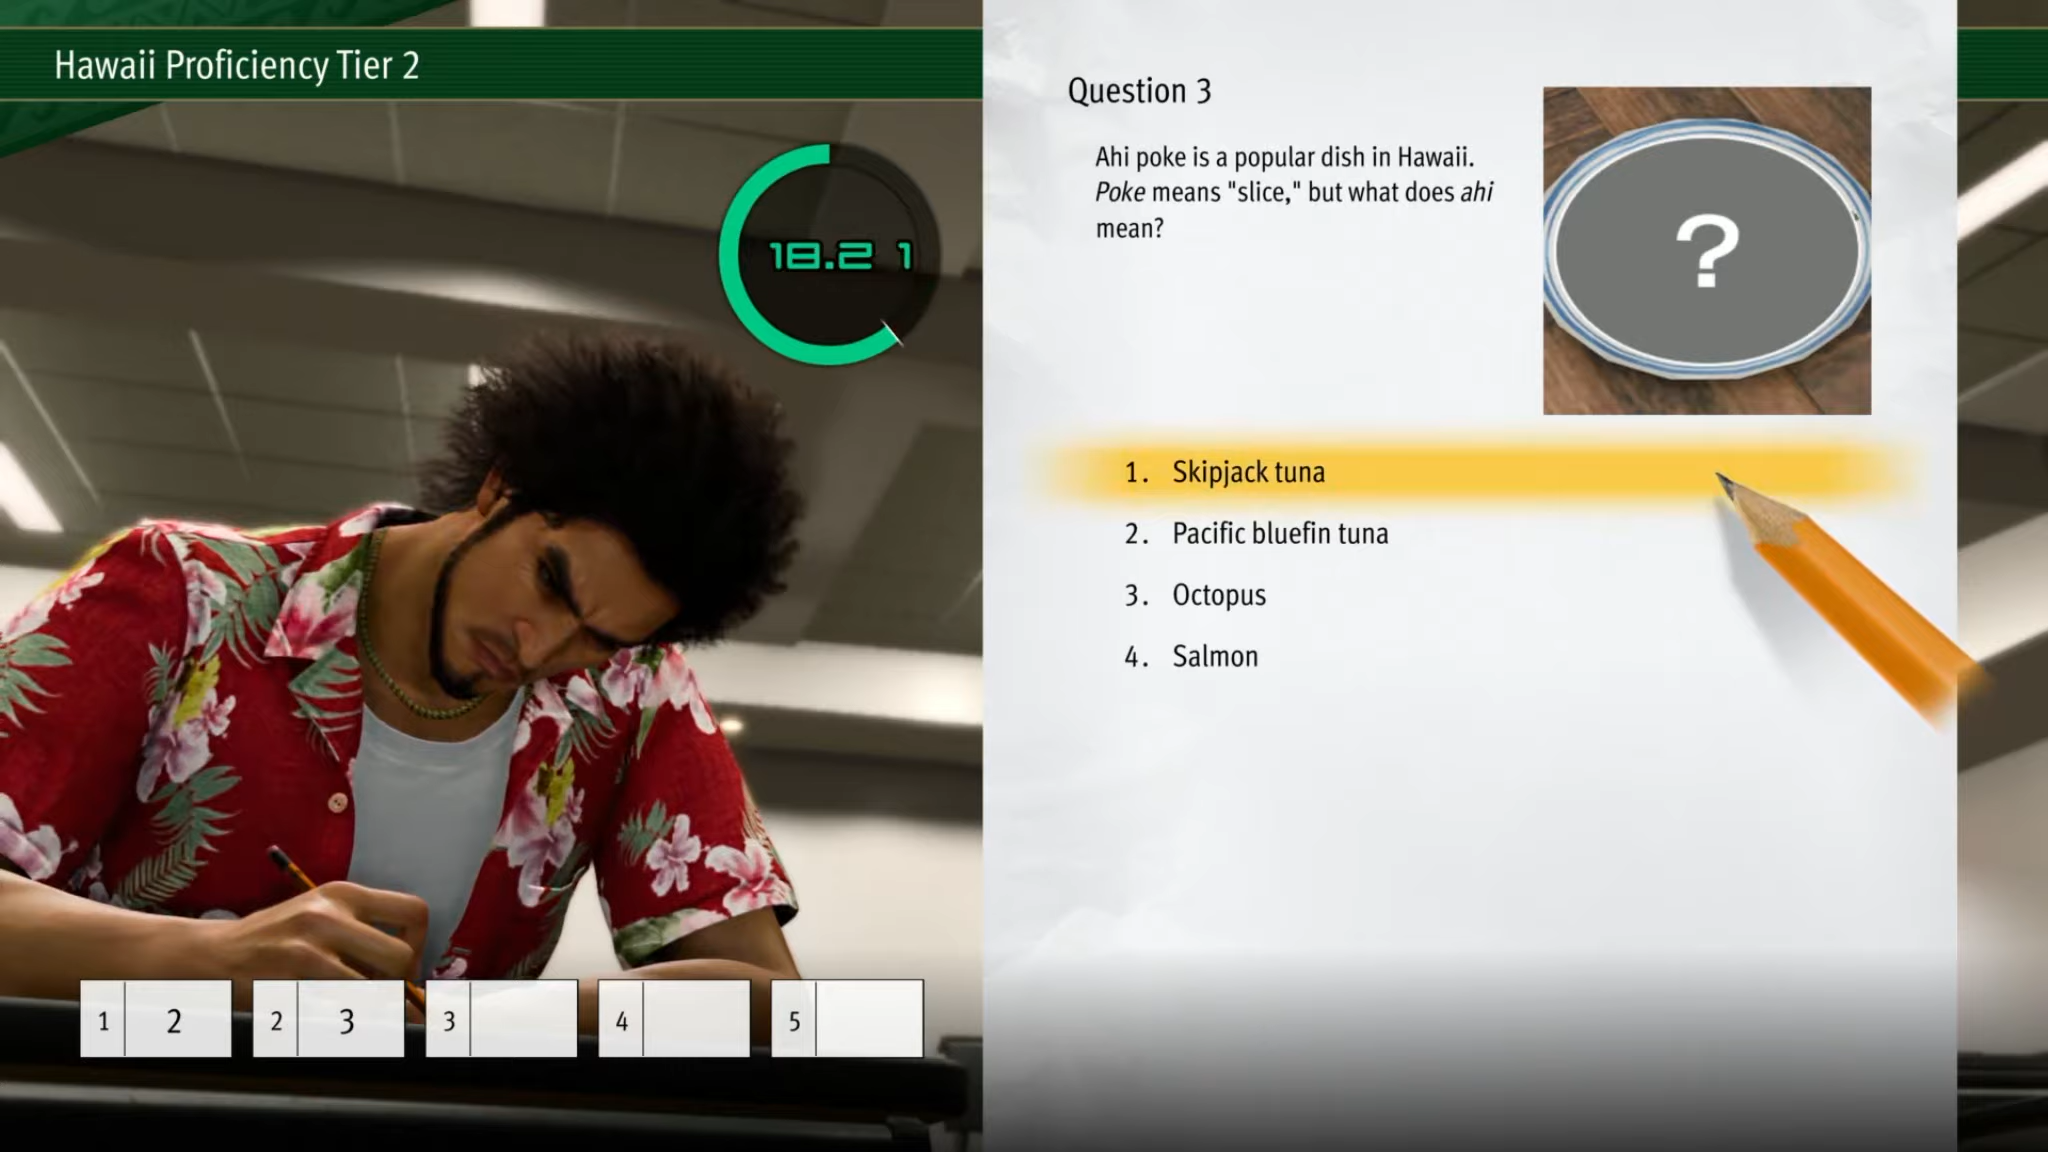 Hawaii Proficiency Tier 2
18.2 1
Question 3
Ahi poke is a popular dish in Hawaii.
Poke means "slice," but what does ahi
mean?
?
1. Skipjack tuna
2. Pacific bluefin tuna
3. Octopus
4. Salmon
1 2 2 3 3 4 5